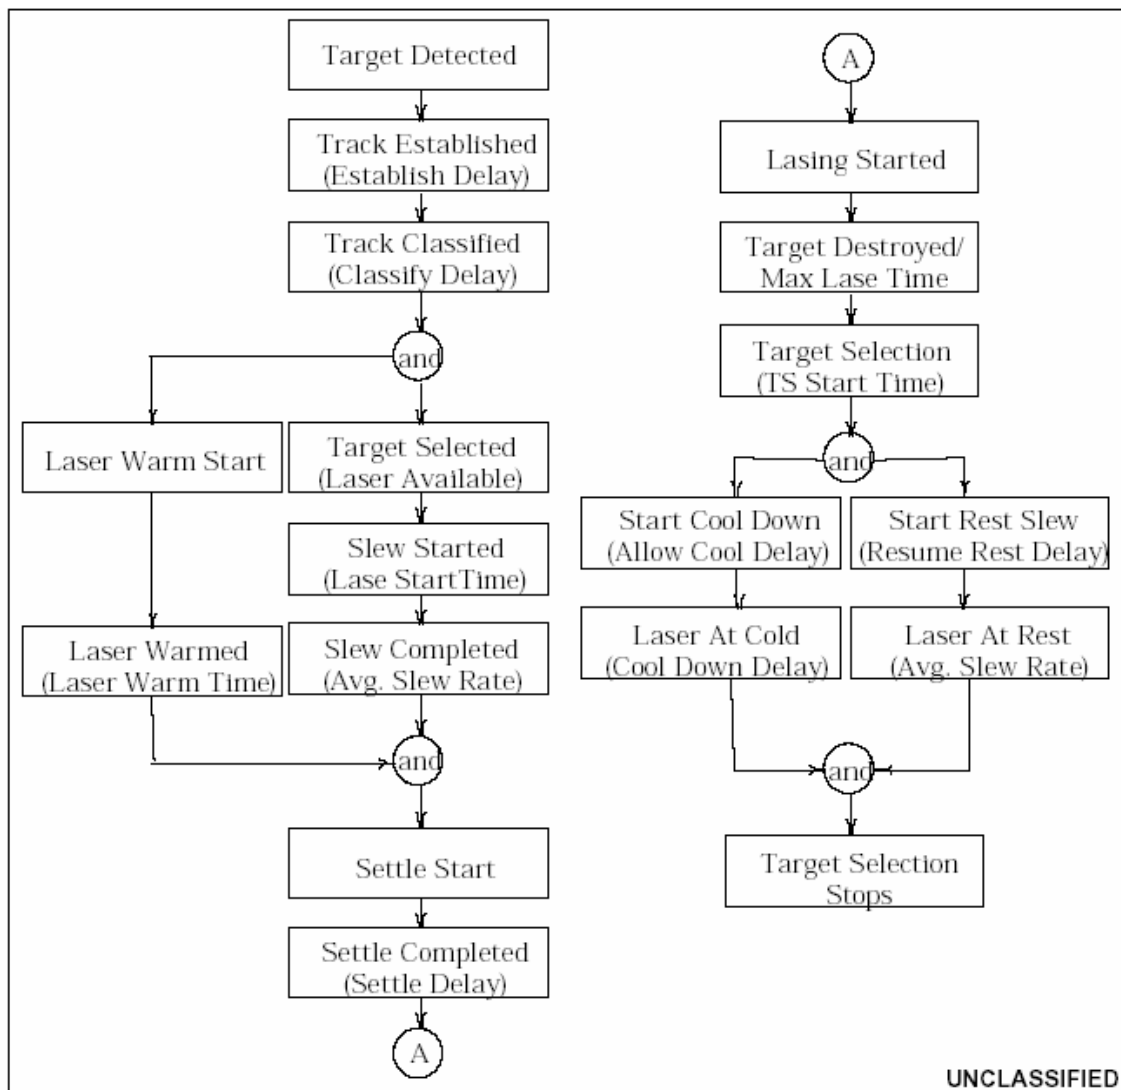 Target Detected
Track Established
(Establish Delay)
Track Classified
(Classify Delay)
and
Laser Warm Start
Target Selected
(Laser Available)
Slew Started
(Lase StartTime)
Laser Warmed
(Laser Warm Time)
Slew Completed
(Avg. Slew Rate)
and
Settle Start
Settle Completed
(Settle Delay)
A
A
Lasing Started
Target Destroyed/
Max Lase Time
Target Selection
(TS Start Time)
and
Start Cool Down
(Allow Cool Delay)
Start Rest Slew
(Resume Rest Delay)
Laser At Cold
(Cool Down Delay)
Laser At Rest
(Avg. Slew Rate)
and
Target Selection
Stops
UNCLASSIFIED